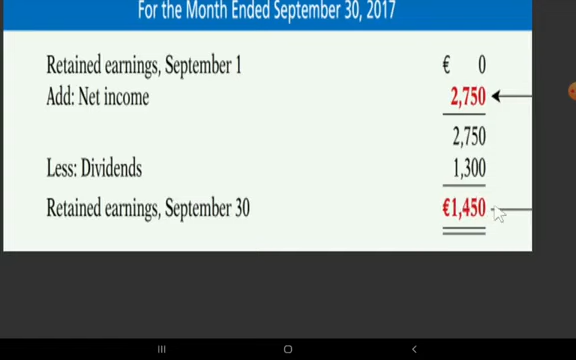 For the Month Ended September 30, 2017
Retained earnings, September 1 € 0
Add: Net income 2,750
2,750
Less: Dividends 1,300
Retained earnings, September 30 €1,450